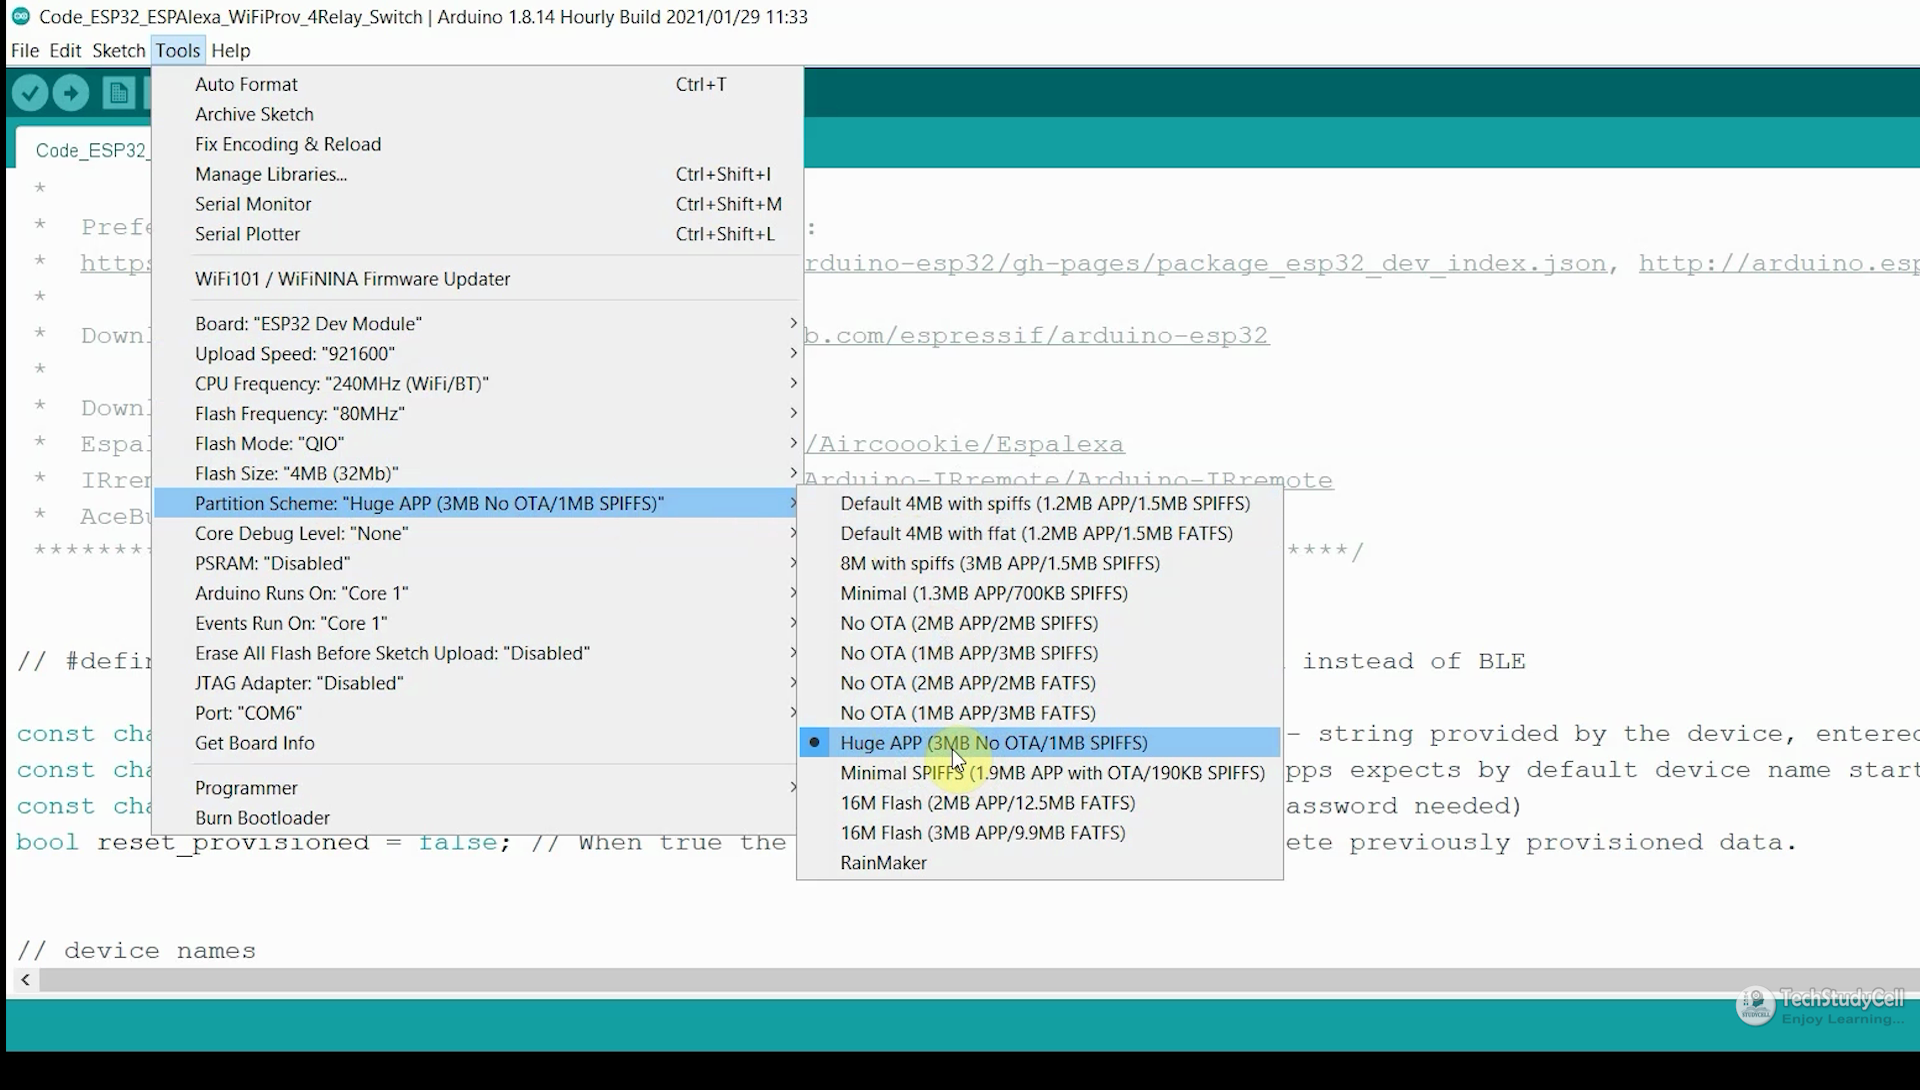 Code_ESP32_ESPAlexa_WiFiProv_4Relay_Switch | Arduino 1.8.14 Hourly Build 2021/01/29 11:33
File Edit Sketch Tools Help
Auto Format Ctrl+T
Archive Sketch
Fix Encoding & Reload
Manage Libraries... Ctrl+Shift+I
Serial Monitor Ctrl+Shift+M
Serial Plotter Ctrl+Shift+L
WiFi101 / WiFiNINA Firmware Updater
Board: "ESP32 Dev Module"
Upload Speed: "921600"
CPU Frequency: "240MHz (WiFi/BT)"
Flash Frequency: "80MHz"
Flash Mode: "QIO"
Flash Size: "4MB (32Mb)"
Partition Scheme: "Huge APP (3MB No OTA/1MB SPIFFS)"
Core Debug Level: "None"
PSRAM: "Disabled"
Arduino Runs On: "Core 1"
Events Run On: "Core 1"
Erase All Flash Before Sketch Upload: "Disabled"
JTAG Adapter: "Disabled"
Port: "COM6"
Get Board Info
Programmer
Burn Bootloader
Default 4MB with spiffs (1.2MB APP/1.5MB SPIFFS)
Default 4MB with ffat (1.2MB APP/1.5MB FATFS)
8M with spiffs (3MB APP/1.5MB SPIFFS)
Minimal (1.3MB APP/700KB SPIFFS)
No OTA (2MB APP/2MB SPIFFS)
No OTA (1MB APP/3MB SPIFFS)
No OTA (2MB APP/2MB FATFS)
No OTA (1MB APP/3MB FATFS)
Huge APP (3MB No OTA/1MB SPIFFS)
Minimal SPIFFS (1.9MB APP with OTA/190KB SPIFFS)
16M Flash (2MB APP/12.5MB FATFS)
16M Flash (3MB APP/9.9MB FATFS)
RainMaker
Code_ESP32_
*
* Prefe :
* https rduino-esp32/gh-pages/package_esp32_dev_index.json, http://arduino.esp
*
* Downl b.com/espressif/arduino-esp32
*
* Downl
* Espal /Aircoookie/Espalexa
* IRrem Arduino-IRremote/Arduino-IRremote
* AceBu
********* ****/
// #defin instead of BLE
const cha - string provided by the device, entered
const cha pps expects by default device name start
const cha assword needed)
bool reset_provisioned = false; // When true the ete previously provisioned data.
// device names
TechStudyCell
Enjoy Learning...